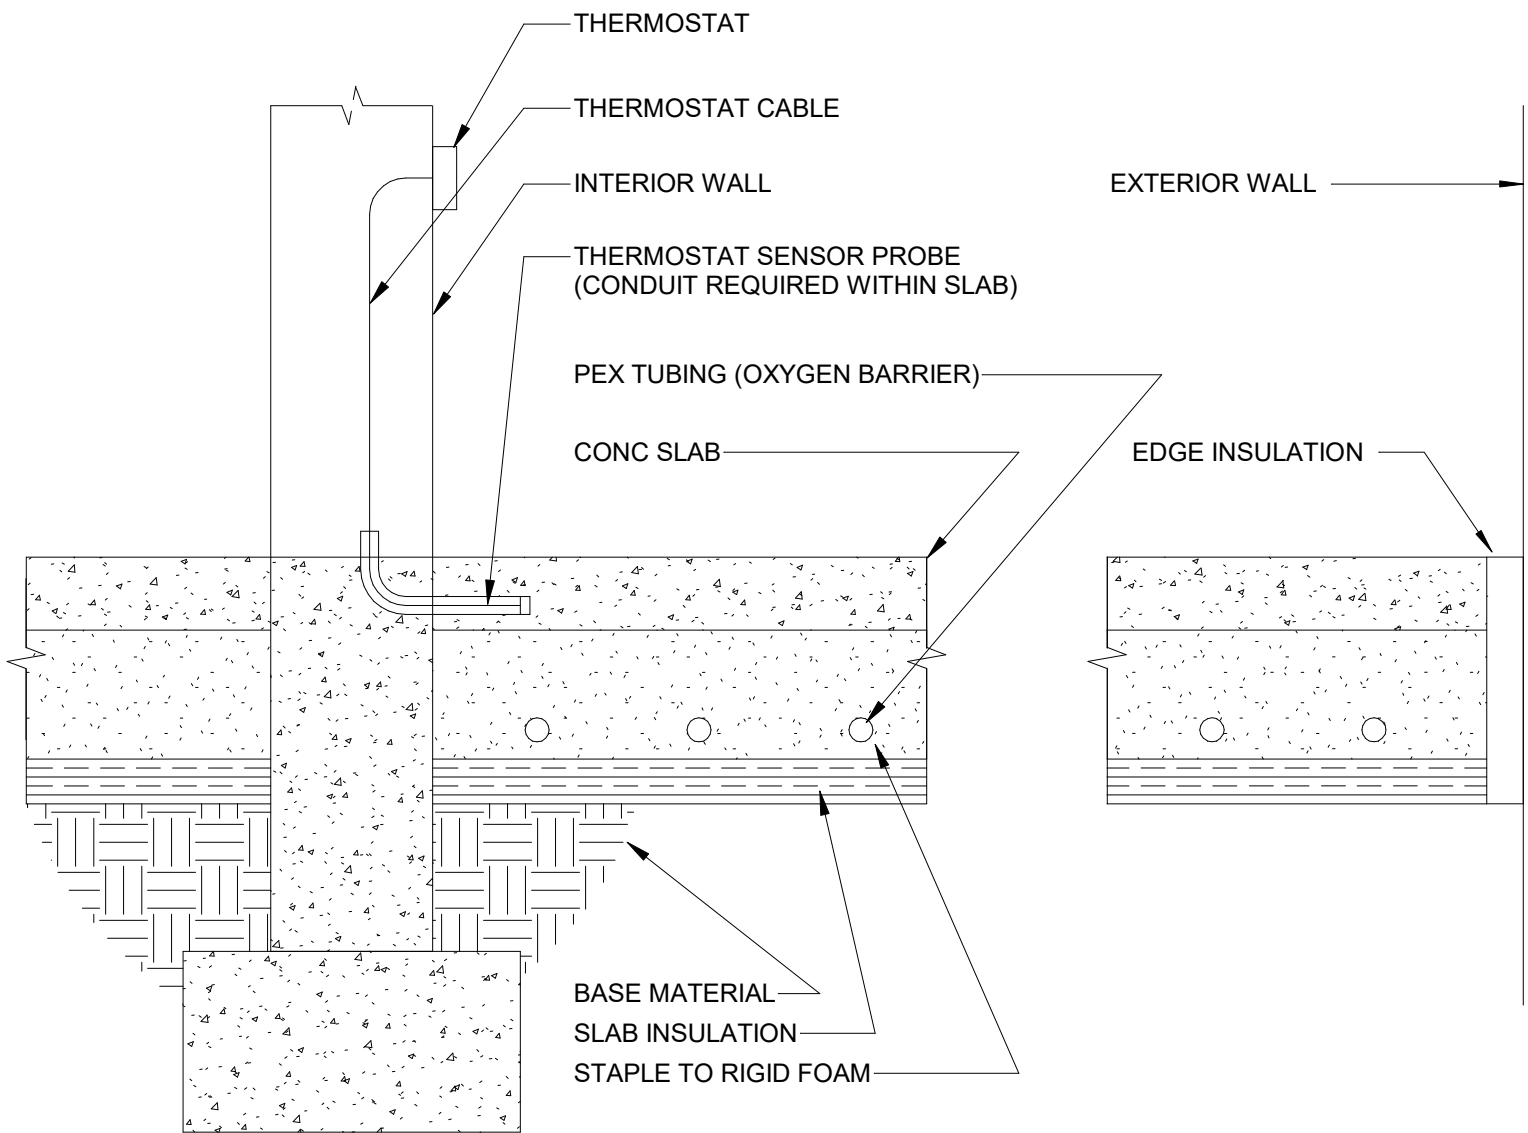 THERMOSTAT
THERMOSTAT CABLE
INTERIOR WALL
EXTERIOR WALL
THERMOSTAT SENSOR PROBE
(CONDUIT REQUIRED WITHIN SLAB)
PEX TUBING (OXYGEN BARRIER)
CONC SLAB
EDGE INSULATION
BASE MATERIAL
SLAB INSULATION
STAPLE TO RIGID FOAM